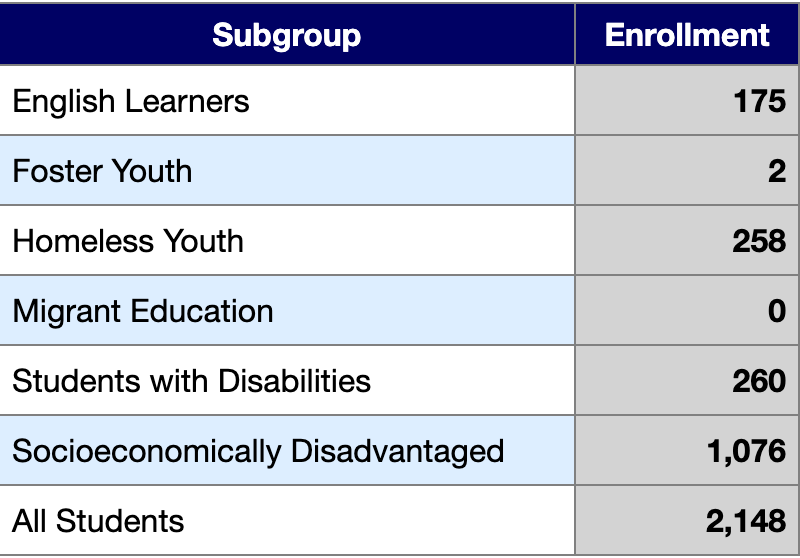 Subgroup Enrollment
English Learners 175
Foster Youth 2
Homeless Youth 258
Migrant Education 0
Students with Disabilities 260
Socioeconomically Disadvantaged 1,076
All Students 2,148